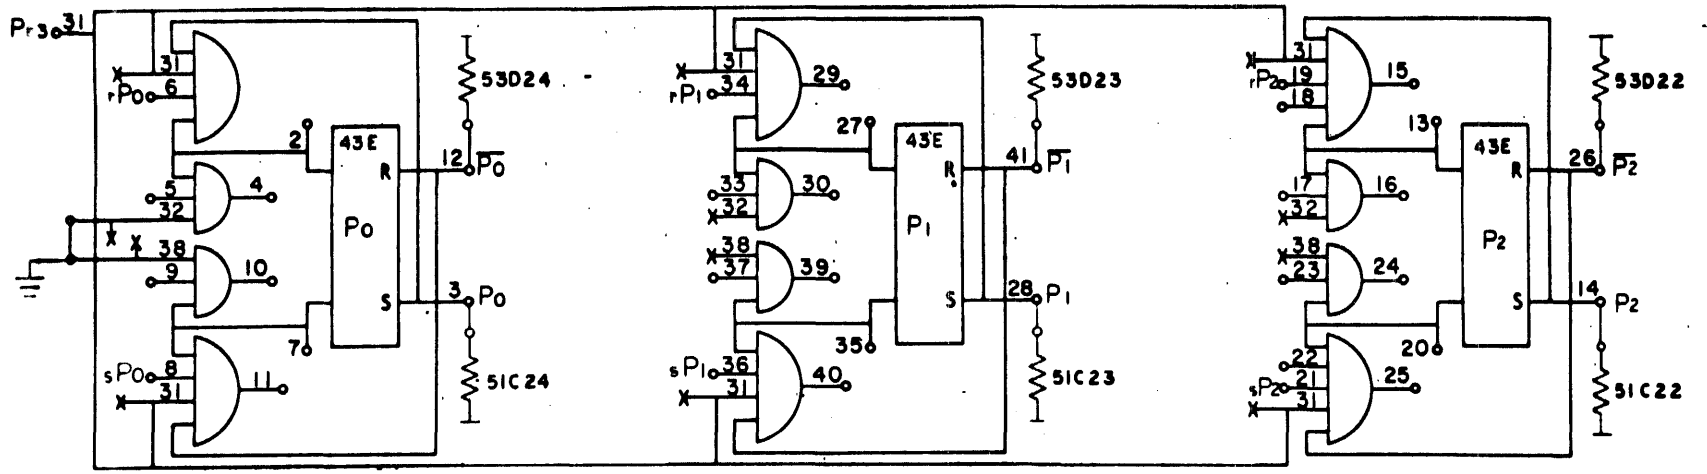 Pr3 31
31
rP0 6
2
43E
R
P0
S
12 P̅0
53D24
5
4
32
38
9
10
3 P0
7
sP0 8
31
11
51C24
31
rP1 34
29
27
43E
R
P1
S
41 P̅1
53D23
33
30
32
38
37
39
28 P1
35
sP1 36
31
40
51C23
31
rP2 19
18
15
13
43E
R
P2
S
26 P̅2
53D22
17
16
32
38
23
24
14 P2
20
22
sP2 21
31
25
51C22